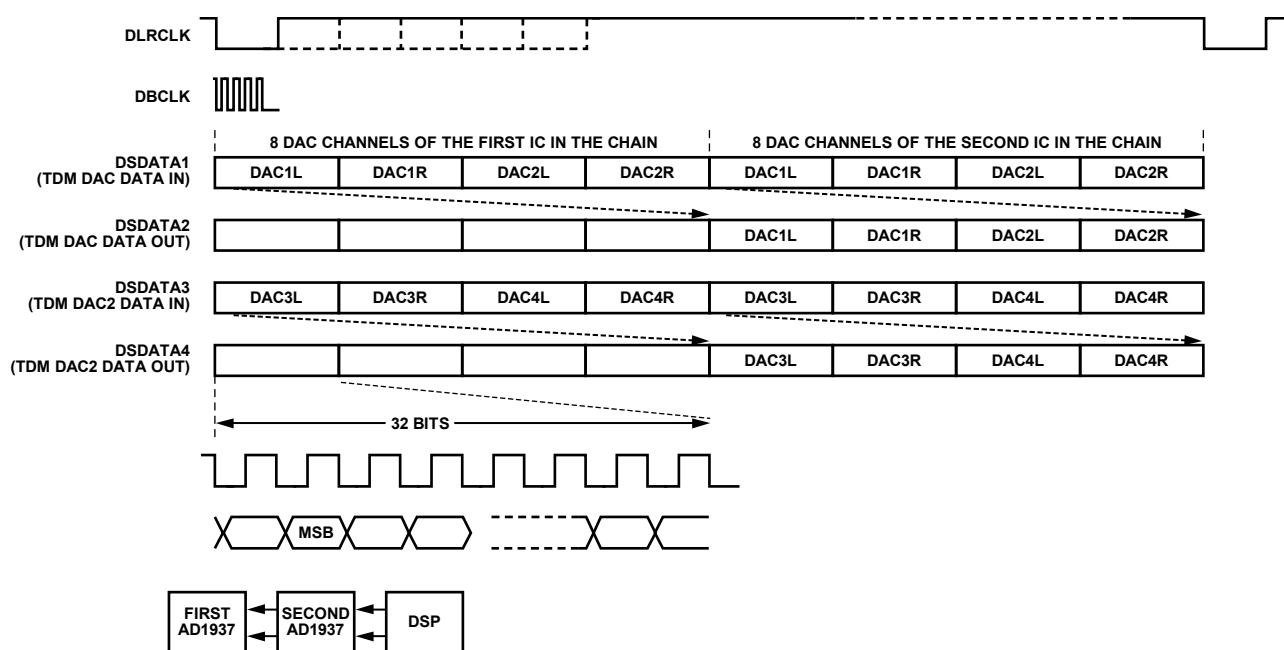 DLRCLK
DBCLK
8 DAC CHANNELS OF THE FIRST IC IN THE CHAIN
8 DAC CHANNELS OF THE SECOND IC IN THE CHAIN
DSDATA1
(TDM DAC DATA IN)
DAC1L
DAC1R
DAC2L
DAC2R
DAC1L
DAC1R
DAC2L
DAC2R
DSDATA2
(TDM DAC DATA OUT)
DAC1L
DAC1R
DAC2L
DAC2R
DSDATA3
(TDM DAC2 DATA IN)
DAC3L
DAC3R
DAC4L
DAC4R
DAC3L
DAC3R
DAC4L
DAC4R
DSDATA4
(TDM DAC2 DATA OUT)
DAC3L
DAC3R
DAC4L
DAC4R
32 BITS
MSB
FIRST
AD1937
SECOND
AD1937
DSP